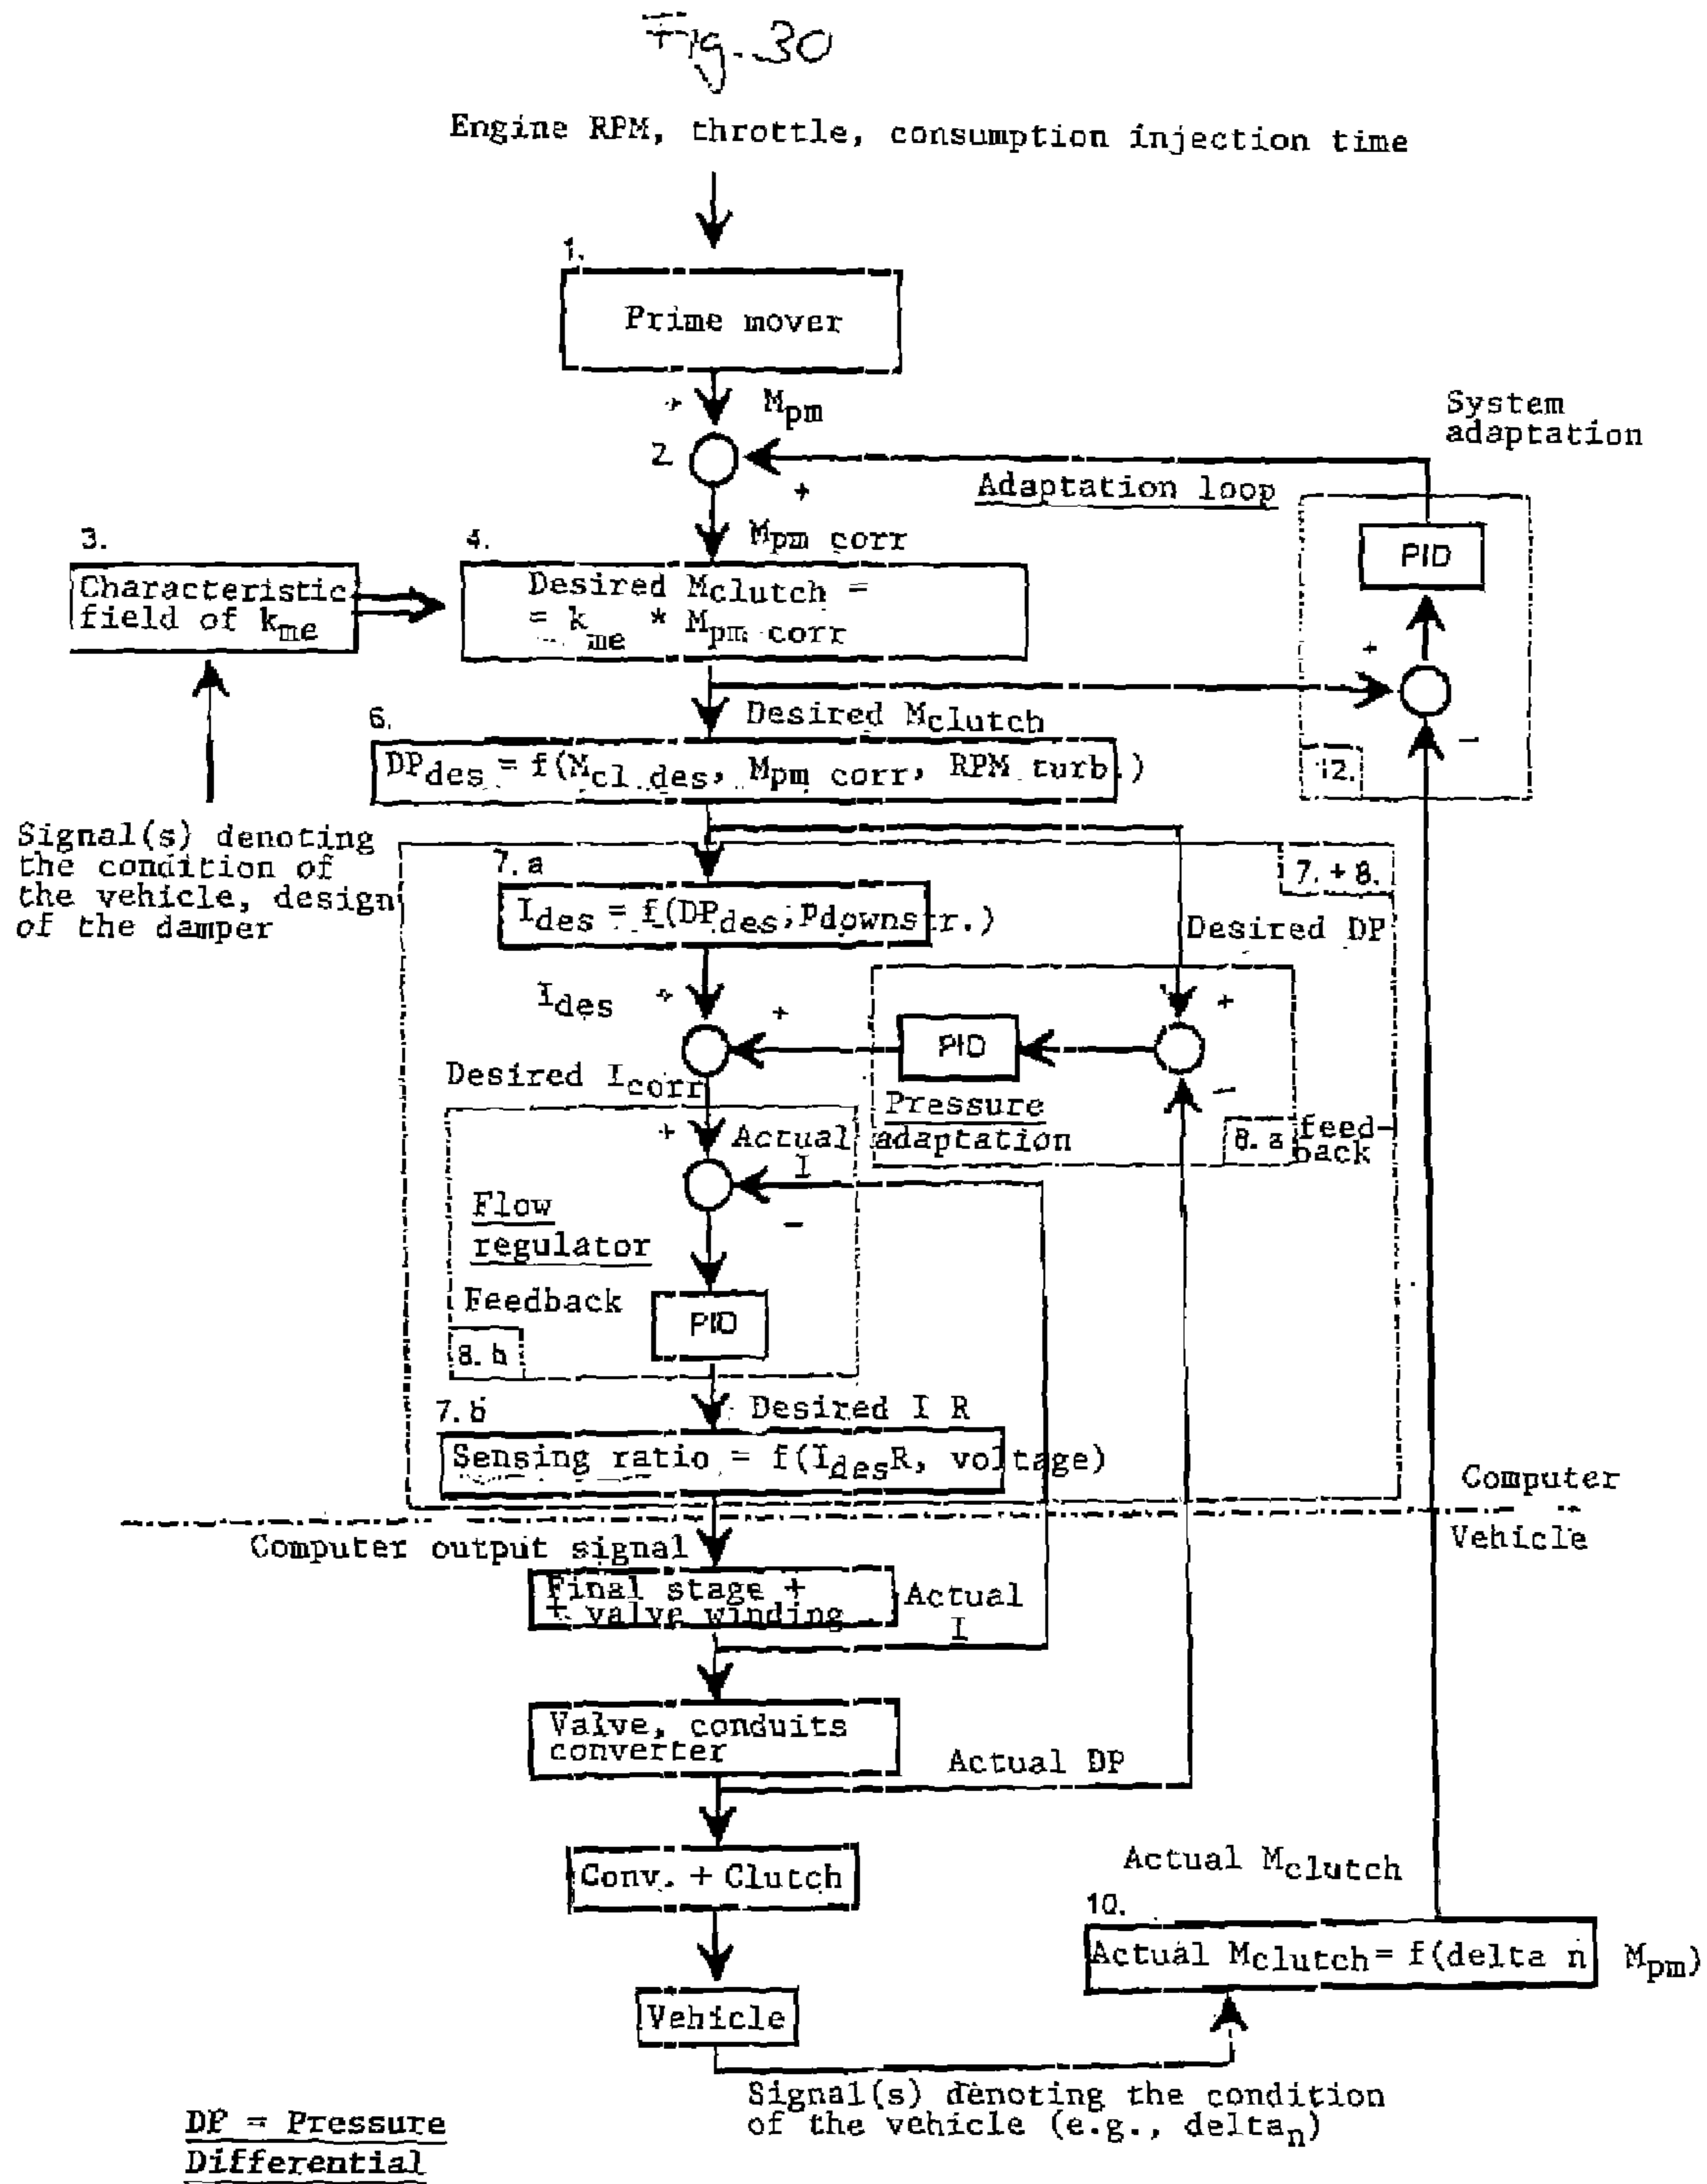 Fig. 30
Engine RPM, throttle, consumption injection time
1.
Prime mover
+
Mpm
2
+
Adaptation loop
System
adaptation
PID
Mpm corr
3.
Characteristic
field of kme
4.
Desired Mclutch =
= kme * Mpm corr
+
-
12.
Desired Mclutch
6.
DPdes = f(Mcl des, Mpm corr, RPM turb.)
Signal(s) denoting
the condition of
the vehicle, design
of the damper
7.a
7. + 8.
Ides = f(DPdes; Pdownstr.)
Desired DP
Ides
+
+
+
PID
Desired Icorr
-
Pressure
adaptation
8. a
feed-
back
+
Actual
I
-
Flow
regulator
Feedback
PID
8. b
Desired I R
7. b
Sensing ratio = f(IdesR, voltage)
Computer
Vehicle
Computer output signal
Final stage +
+ valve winding
Actual
I
Valve, conduits
converter
Actual DP
Conv. + Clutch
Actual Mclutch
10.
Actual Mclutch = f(delta n Mpm)
Vehicle
Signal(s) denoting the condition
of the vehicle (e.g., deltan)
DP = Pressure
Differential